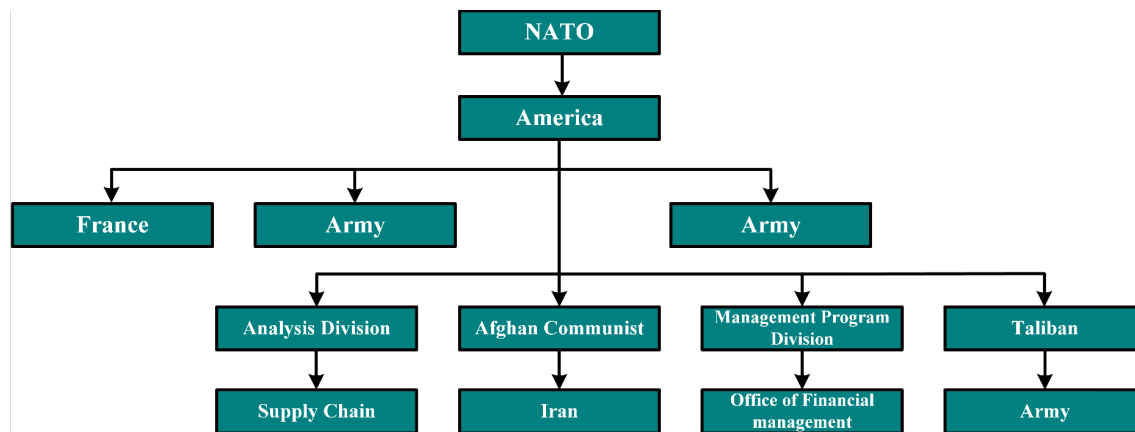 NATO
America
France
Army
Army
Analysis Division
Afghan Communist
Management Program
Division
Taliban
Supply Chain
Iran
Office of Financial
management
Army